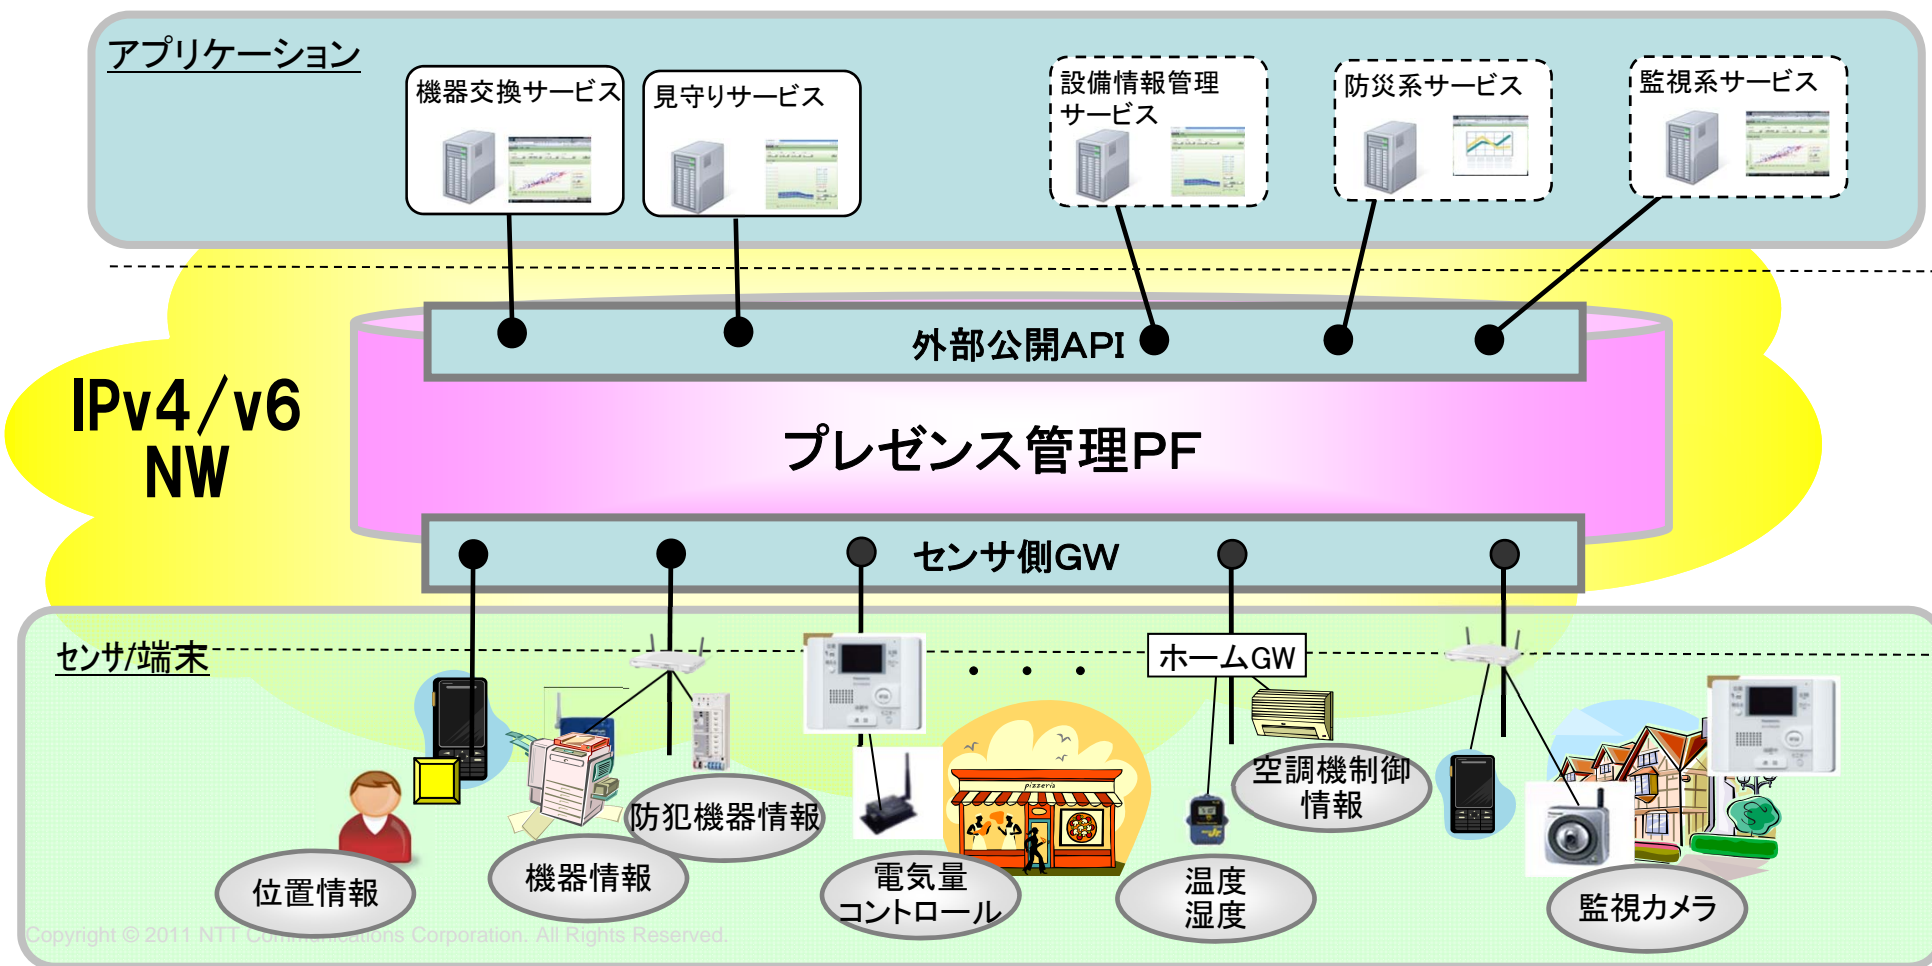 アプリケーション
機器交換サービス
見守りサービス
設備情報管理
サービス
防災系サービス
監視系サービス
外部公開API
IPv4/v6
NW
プレゼンス管理PF
センサ側GW
センサ/端末
ホームGW
・・・
pizzeria
空調機制御
情報
防犯機器情報
機器情報
位置情報
電気量
コントロール
温度
湿度
監視カメラ
Copyright © 2011 NTT Communications Corporation. All Rights Reserved.